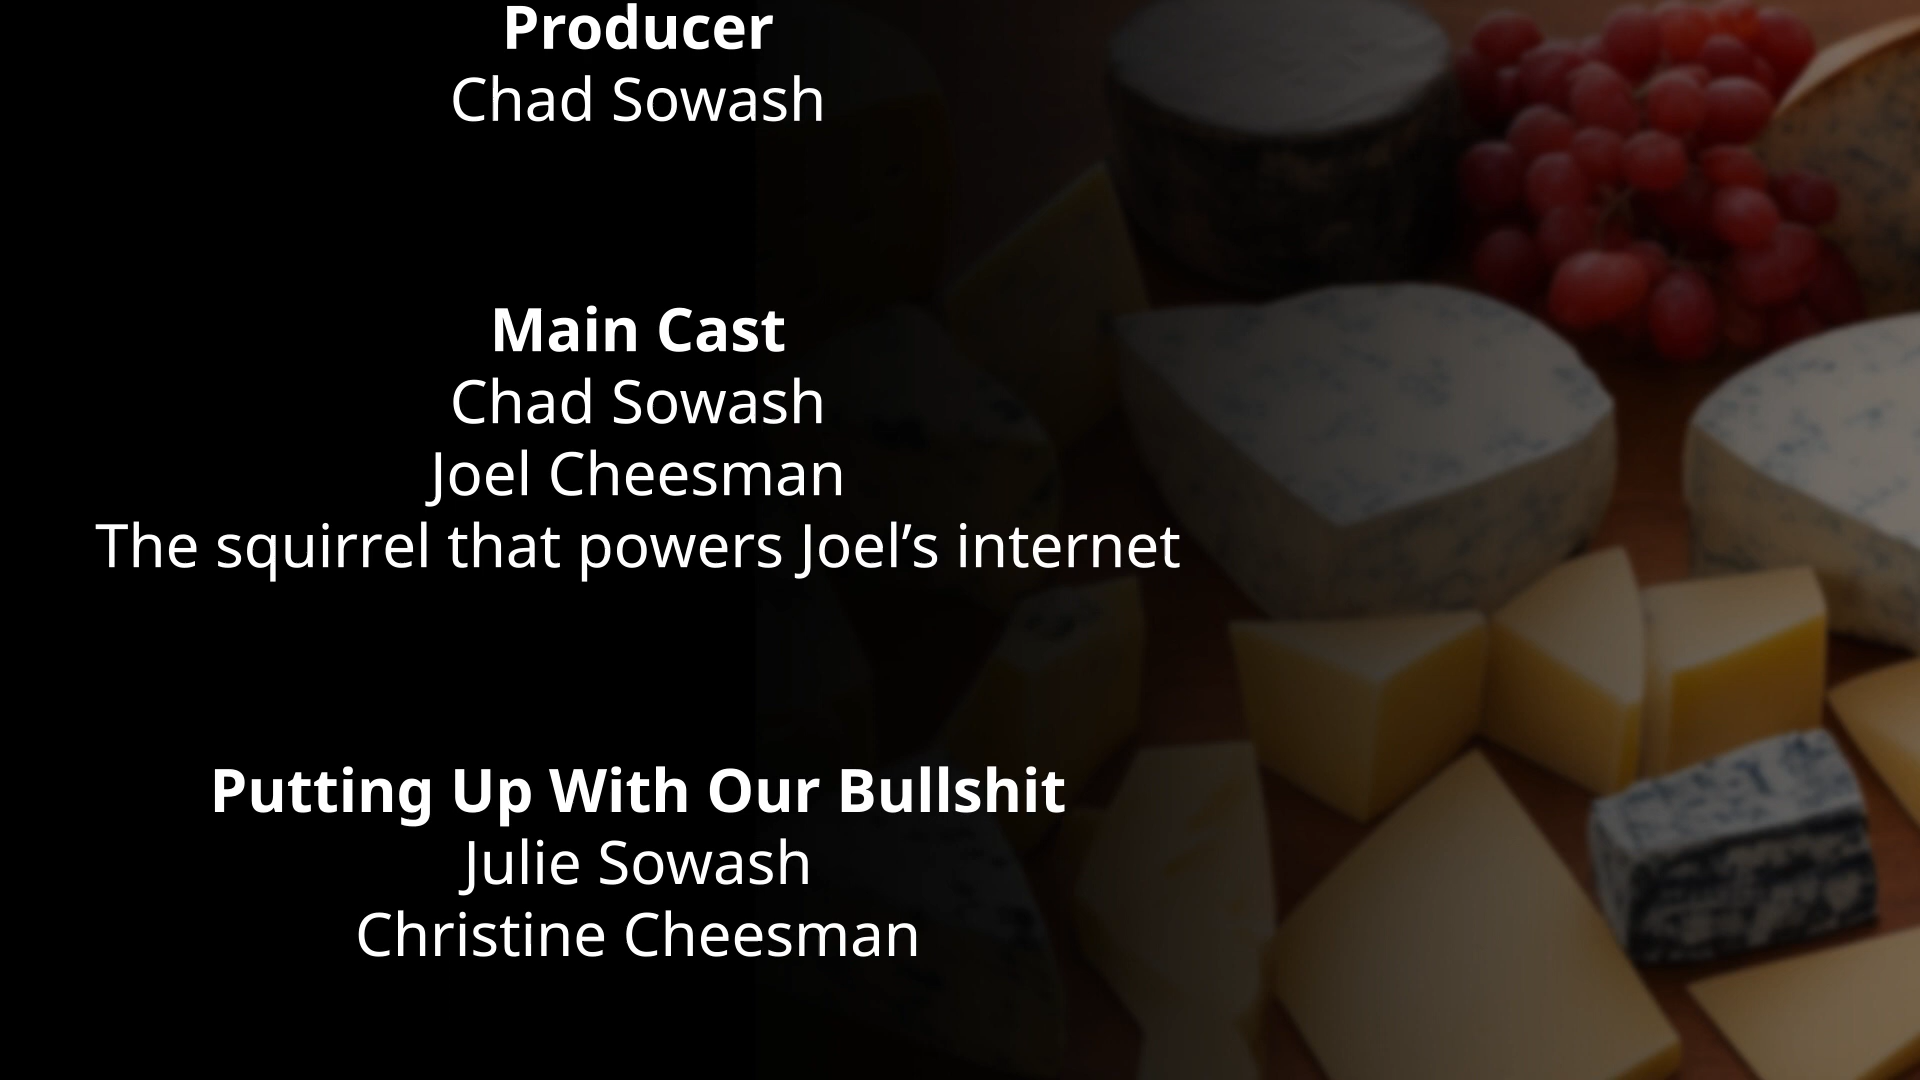 Producer
Chad Sowash
Main Cast
Chad Sowash
Joel Cheesman
The squirrel that powers Joel’s internet
Putting Up With Our Bullshit
Julie Sowash
Christine Cheesman